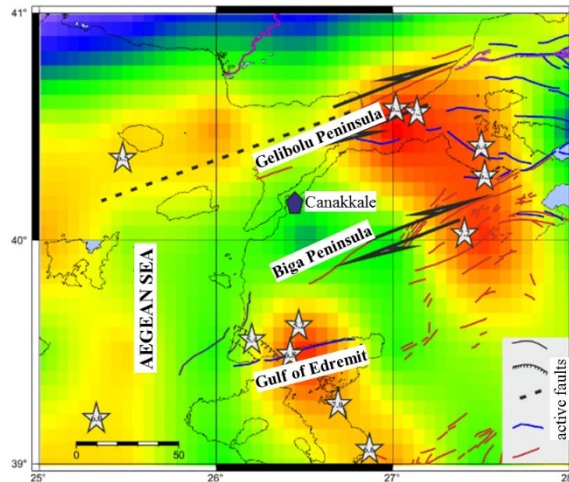 41°
Gelibolu Peninsula
Canakkale
40°
Biga Peninsula
AEGEAN SEA
Gulf of Edremit
active faults
0
50
39°
25°
26°
27°
28